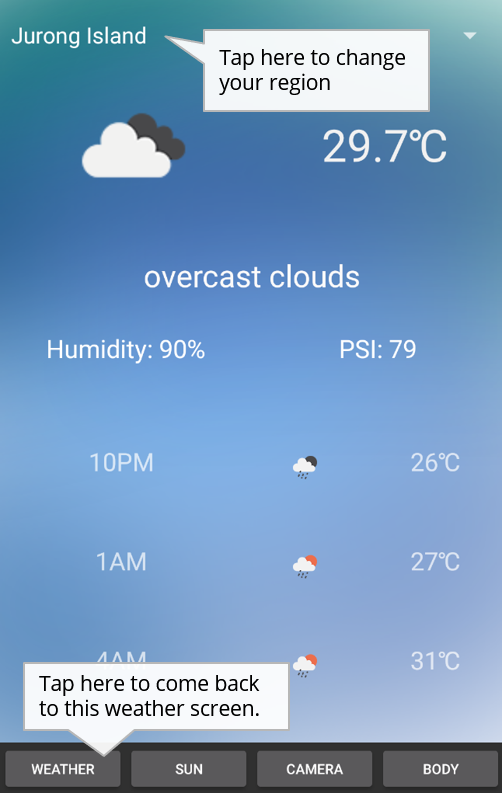 Jurong Island
Tap here to change
your region
29.7℃
overcast clouds
Humidity: 90%
PSI: 79
10PM
26℃
1AM
27℃
4AM
31℃
Tap here to come back
to this weather screen.
WEATHER
SUN
CAMERA
BODY